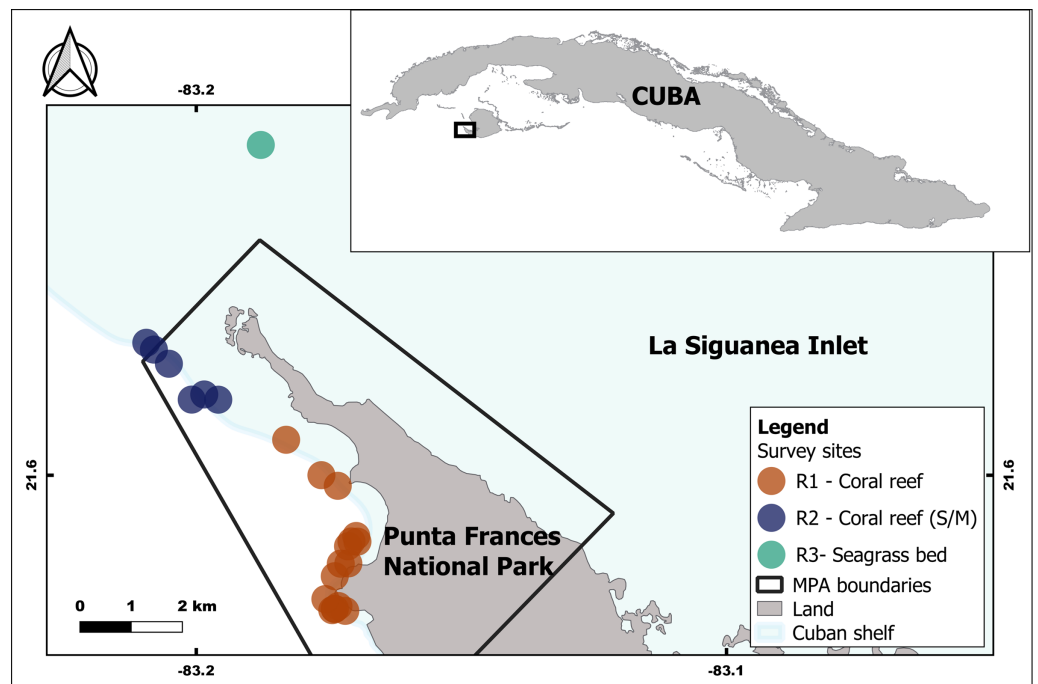 -83.2
CUBA
La Siguanea Inlet
21.6
21.6
Punta Frances
National Park
0 1 2 km
Legend
Survey sites
R1 - Coral reef
R2 - Coral reef (S/M)
R3- Seagrass bed
MPA boundaries
Land
Cuban shelf
-83.2
-83.1